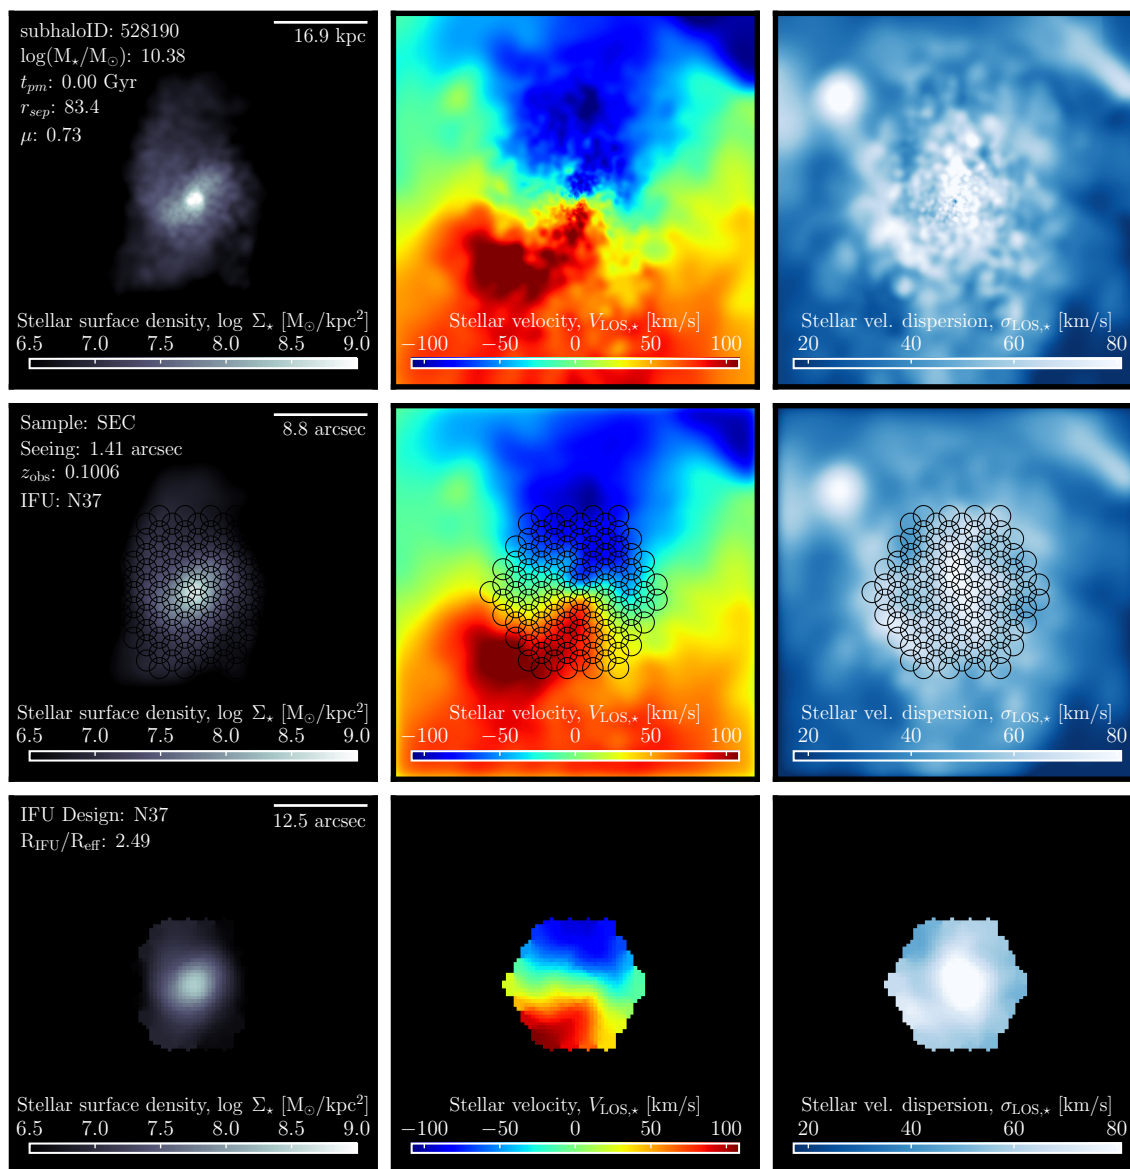 subhaloID: 528190
log(M⋆/M⊙): 10.38
t_pm: 0.00 Gyr
r_sep: 83.4
μ: 0.73
16.9 kpc
Stellar surface density, log Σ⋆ [M⊙/kpc²]
6.5 7.0 7.5 8.0 8.5 9.0
Stellar velocity, V_LOS,⋆ [km/s]
−100 −50 0 50 100
Stellar vel. dispersion, σ_LOS,⋆ [km/s]
20 40 60 80
Sample: SEC
Seeing: 1.41 arcsec
z_obs: 0.1006
IFU: N37
8.8 arcsec
Stellar surface density, log Σ⋆ [M⊙/kpc²]
6.5 7.0 7.5 8.0 8.5 9.0
Stellar velocity, V_LOS,⋆ [km/s]
−100 −50 0 50 100
Stellar vel. dispersion, σ_LOS,⋆ [km/s]
20 40 60 80
IFU Design: N37
R_IFU/R_eff: 2.49
12.5 arcsec
Stellar surface density, log Σ⋆ [M⊙/kpc²]
6.5 7.0 7.5 8.0 8.5 9.0
Stellar velocity, V_LOS,⋆ [km/s]
−100 −50 0 50 100
Stellar vel. dispersion, σ_LOS,⋆ [km/s]
20 40 60 80